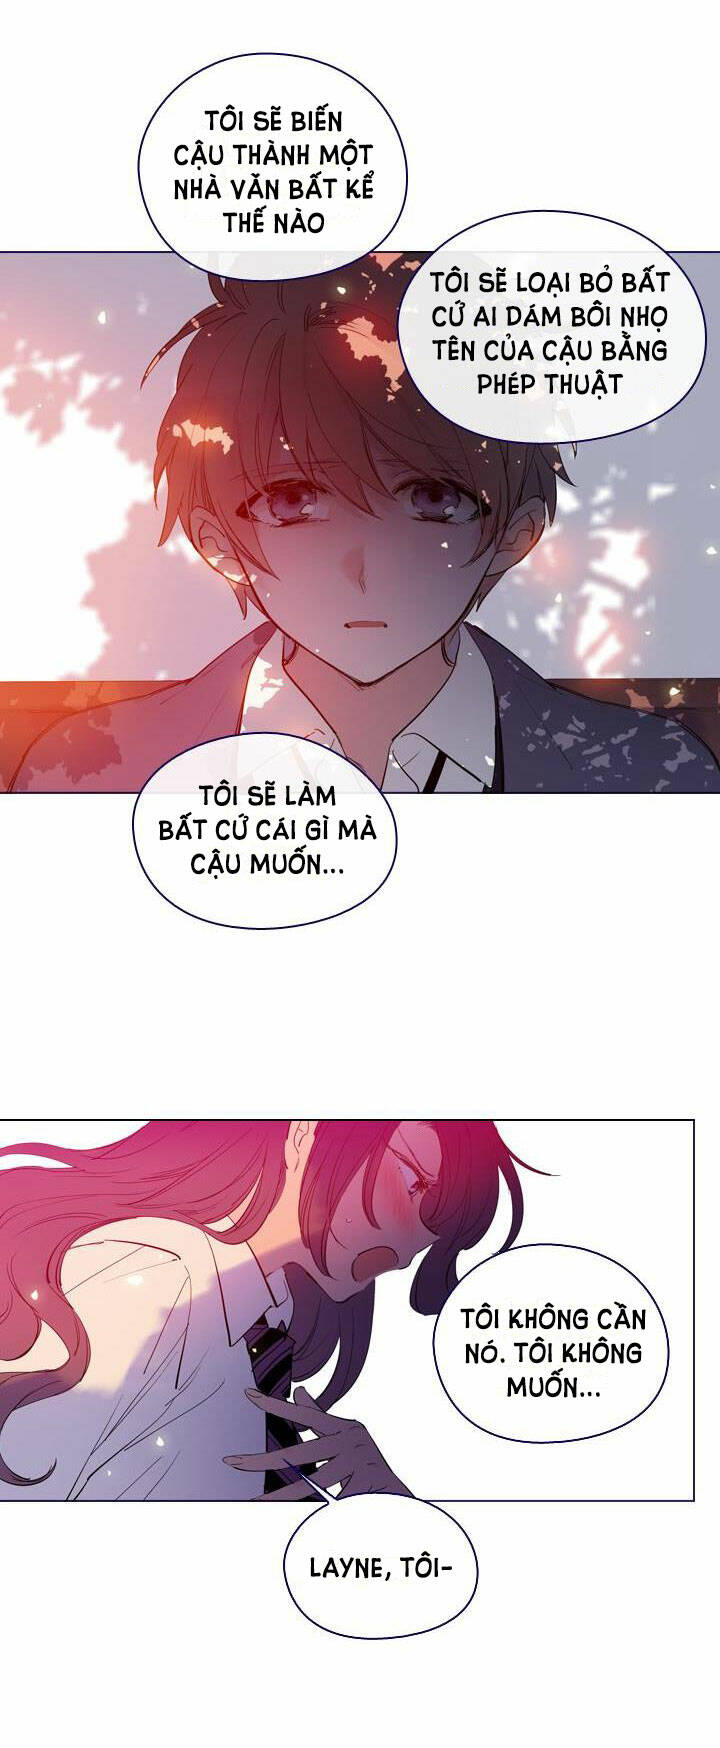 TÔI SẼ BIẾN
CẬU THÀNH MỘT
NHÀ VĂN BẤT KỂ
THẾ NÀO
TÔI SẼ LOẠI BỎ BẤT
CỨ AI DÁM BÔI NHỌ
TÊN CỦA CẬU BẰNG
PHÉP THUẬT
TÔI SẼ LÀM
BẤT CỨ CÁI GÌ MÀ
CẬU MUỐN...
TÔI KHÔNG CẦN
NÓ. TÔI KHÔNG
MUỐN...
LAYNE, TÔI-